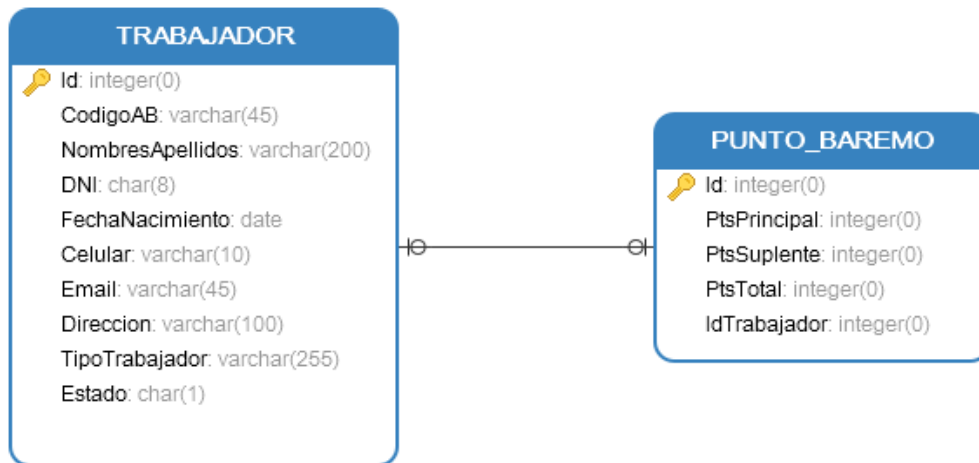 TRABAJADOR
Id: integer(0)
CodigoAB: varchar(45)
NombresApellidos: varchar(200)
DNI: char(8)
FechaNacimiento: date
Celular: varchar(10)
Email: varchar(45)
Direccion: varchar(100)
TipoTrabajador: varchar(255)
Estado: char(1)
PUNTO_BAREMO
Id: integer(0)
PtsPrincipal: integer(0)
PtsSuplente: integer(0)
PtsTotal: integer(0)
IdTrabajador: integer(0)